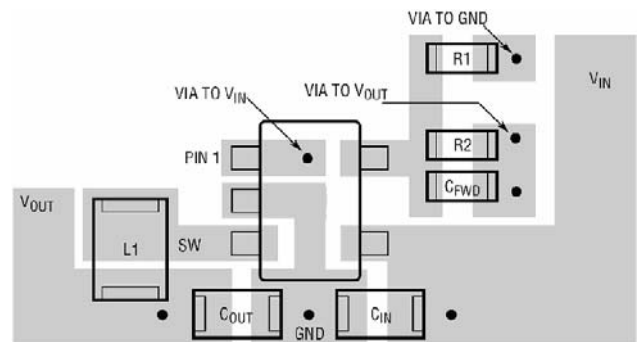 VIA TO GND
R1
VIN
VIA TO VIN
VIA TO VOUT
PIN 1
R2
CFWD
VOUT
L1
SW
COUT
GND
CIN